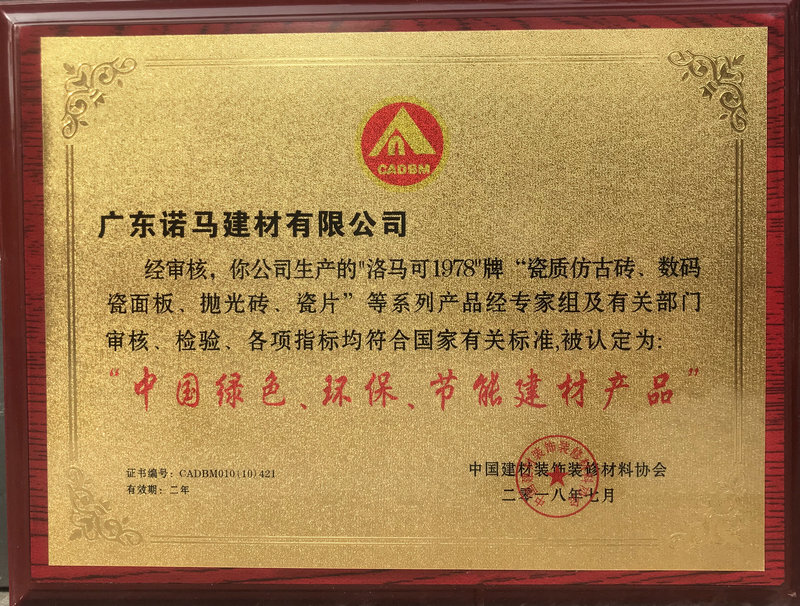 CADBM
广东诺马建材有限公司
经审核，你公司生产的"洛马可1978"牌“瓷质仿古砖、数码
瓷面板、抛光砖、瓷片”等系列产品经专家组及有关部门
审核、检验、各项指标均符合国家有关标准,被认定为:
“中国绿色、环保、节能建材产品”
证书编号：CADBM010(10)421
有效期：二年
中国建材装饰装修材料协会
二零一八年七月